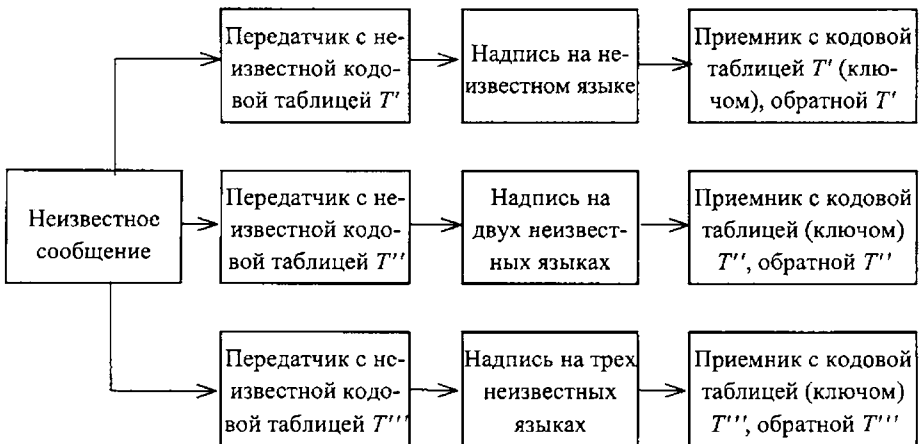 Передатчик с не-
известной кодо-
вой таблицей T'
Надпись на не-
известном языке
Приемник с кодовой
таблицей T' (клю-
чом), обратной T'
Неизвестное
сообщение
Передатчик с не-
известной кодо-
вой таблицей T''
Надпись на
двух неизвест-
ных языках
Приемник с кодовой
таблицей (ключом)
T'', обратной T''
Передатчик с не-
известной кодо-
вой таблицей T'''
Надпись на трех
неизвестных
языках
Приемник с кодовой
таблицей (ключом)
T''', обратной T'''